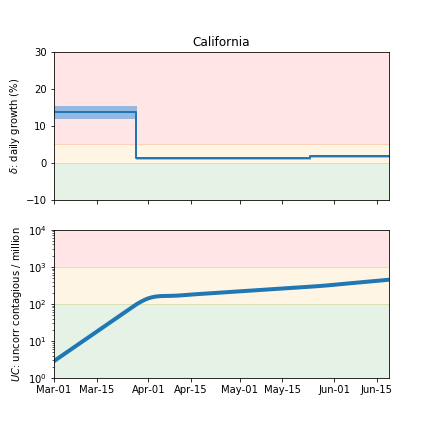 California
δ: daily growth (%)
30
20
10
0
−10
UC: uncorr contagious / million
10⁴
10³
10²
10¹
10⁰
Mar-01 Mar-15 Apr-01 Apr-15 May-01 May-15 Jun-01 Jun-15